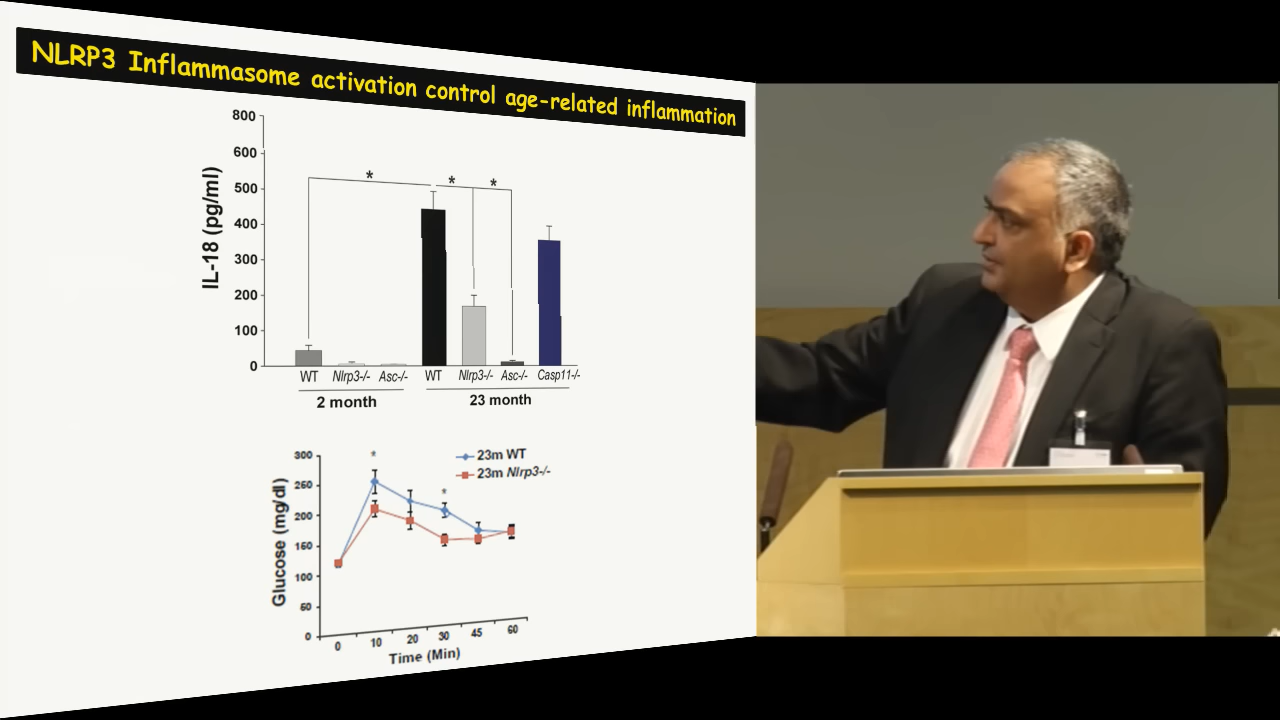 NLRP3 Inflammasome activation control age-related inflammation
800
600
500
400
300
200
100
0
IL-18 (pg/ml)
* * *
WT Nlrp3-/- Asc-/- WT Nlrp3-/- Asc-/- Casp11-/-
2 month 23 month
300
250
200
150
100
50
0
Glucose (mg/dl)
* *
23m WT
23m Nlrp3-/-
0 10 20 30 45 60
Time (Min)